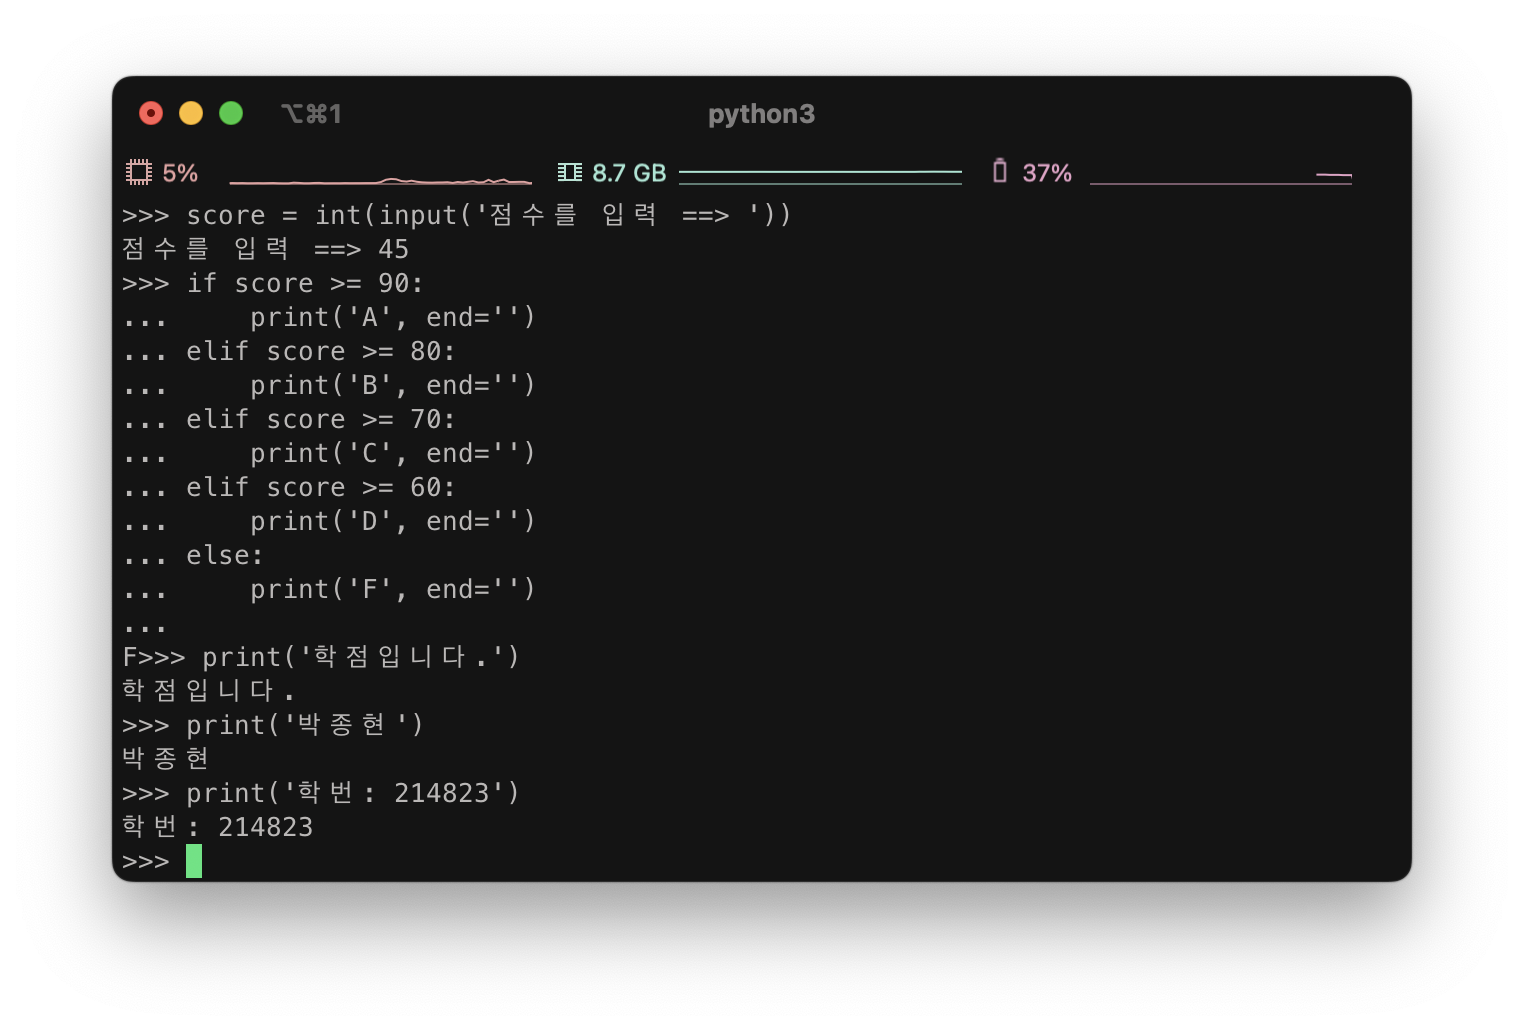 ⌥⌘1
python3
5%
8.7 GB
37%
>>> score = int(input('점수를 입력 ==> '))
점수를 입력 ==> 45
>>> if score >= 90:
...     print('A', end='')
... elif score >= 80:
...     print('B', end='')
... elif score >= 70:
...     print('C', end='')
... elif score >= 60:
...     print('D', end='')
... else:
...     print('F', end='')
...
F>>> print('학점입니다.')
학점입니다.
>>> print('박종현')
박종현
>>> print('학번: 214823')
학번: 214823
>>>